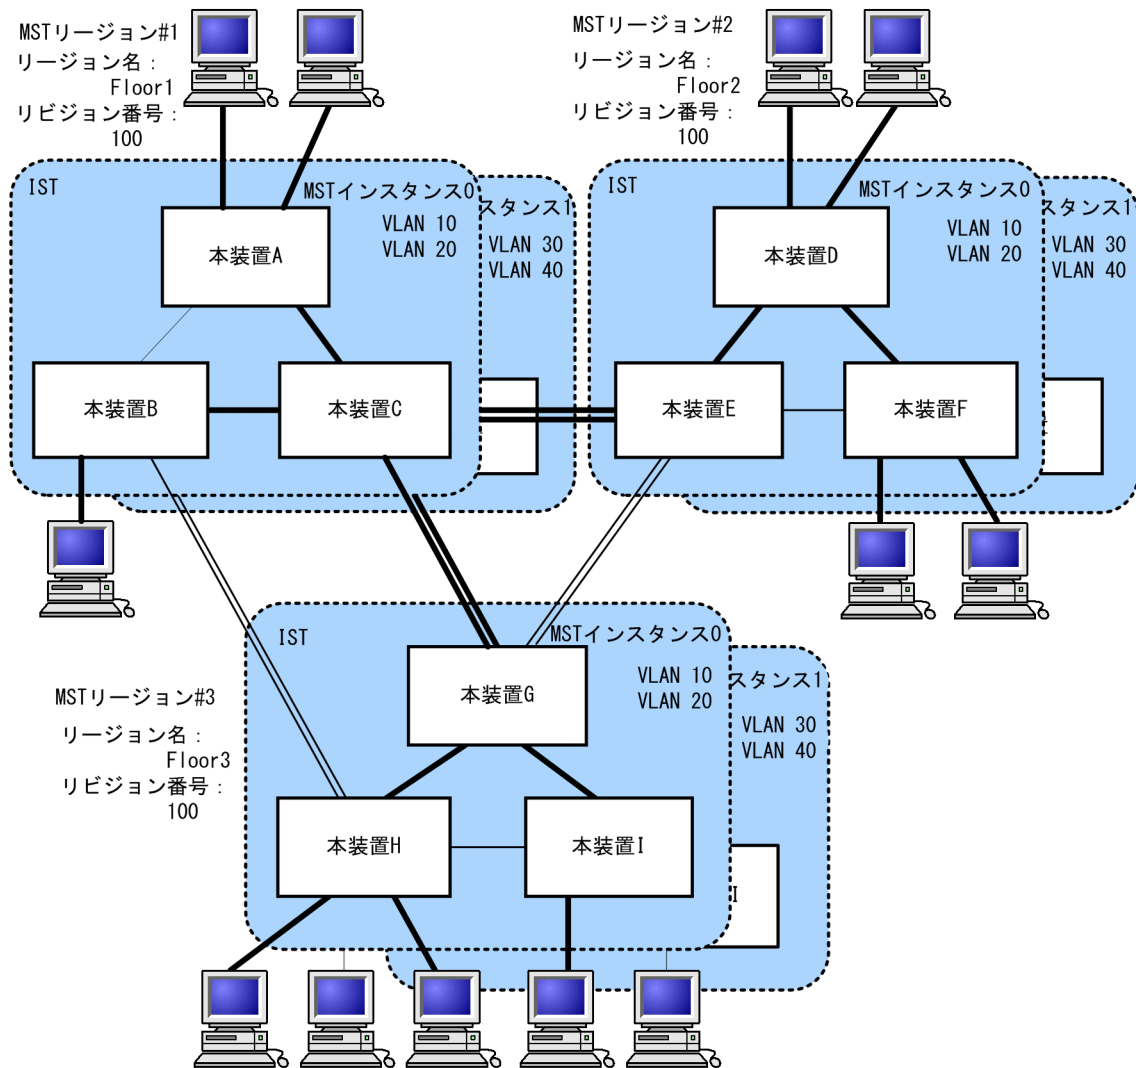 MSTリージョン#1
リージョン名：
Floor1
リビジョン番号：
100
IST
MSTインスタンス0
VLAN 10
VLAN 20
スタンス1
VLAN 30
VLAN 40
本装置A
本装置B
本装置C
MSTリージョン#2
リージョン名：
Floor2
リビジョン番号：
100
IST
MSTインスタンス0
VLAN 10
VLAN 20
スタンス1
VLAN 30
VLAN 40
本装置D
本装置E
本装置F
MSTリージョン#3
リージョン名：
Floor3
リビジョン番号：
100
IST
MSTインスタンス0
VLAN 10
VLAN 20
スタンス1
VLAN 30
VLAN 40
本装置G
本装置H
本装置I
I